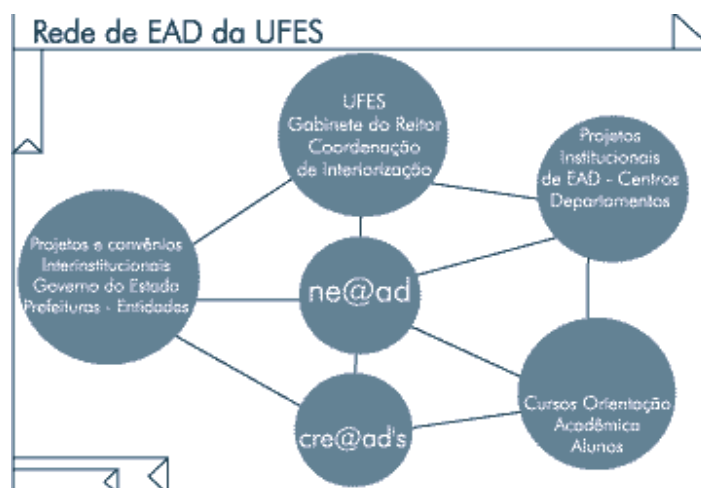 Rede de EAD da UFES
UFES
Gabinete do Reitor
Coordenação
de Interiorização
Projetos
Institucionais
de EAD - Centros
Departamentos
Projetos e convênios
Interinstitucionais
Governo do Estado
Prefeituras - Entidades
ne@ad
cre@ad's
Cursos Orientação
Acadêmica
Alunos